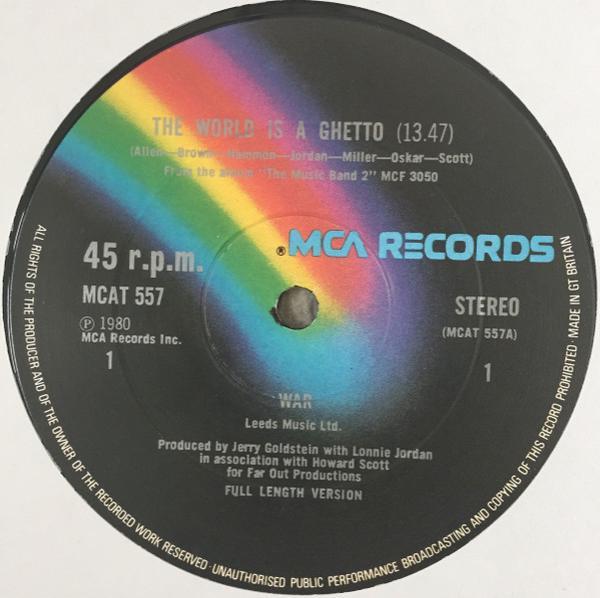 THE WORLD IS A GHETTO (13.47)
(Allen—Brown—Hammon—Jordan—Miller—Oskar—Scott)
From the album "The Music Band 2" MCF 3050
®MCA RECORDS
45 r.p.m.
MCAT 557
STEREO
(MCAT 557A)
℗ 1980
MCA Records Inc.
1
1
WAR
Leeds Music Ltd.
Produced by Jerry Goldstein with Lonnie Jordan
in association with Howard Scott
for Far Out Productions
FULL LENGTH VERSION
ALL RIGHTS OF THE PRODUCER AND OF THE OWNER OF THE RECORDED WORK RESERVED · UNAUTHORISED PUBLIC PERFORMANCE BROADCASTING AND COPYING OF THIS RECORD PROHIBITED · MADE IN GT BRITAIN